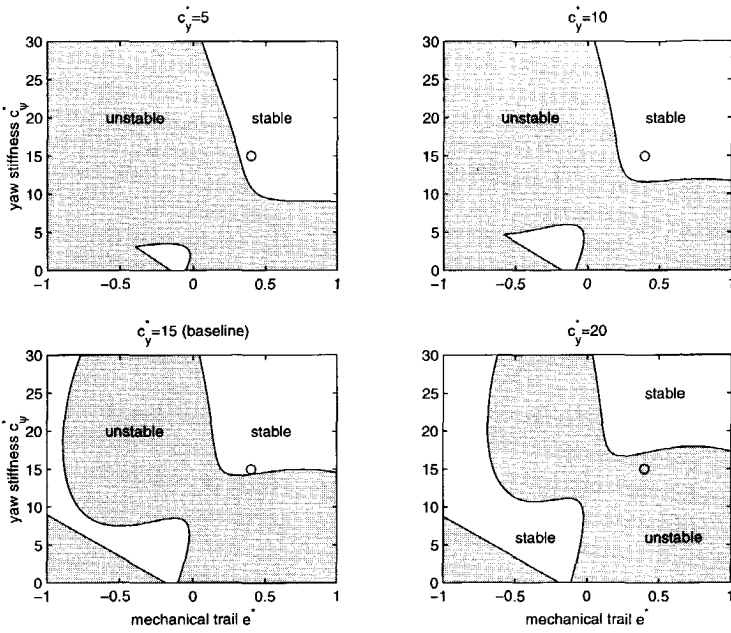 c*y=5
30
25
20
15
10
5
0
yaw stiffness c*ψ
unstable
stable
−1 −0.5 0 0.5 1
c*y=10
30
25
20
15
10
5
0
unstable
stable
−1 −0.5 0 0.5 1
c*y=15 (baseline)
30
25
20
15
10
5
0
yaw stiffness c*ψ
unstable
stable
−1 −0.5 0 0.5 1
mechanical trail e*
c*y=20
30
25
20
15
10
5
0
stable
stable
unstable
−1 −0.5 0 0.5 1
mechanical trail e*